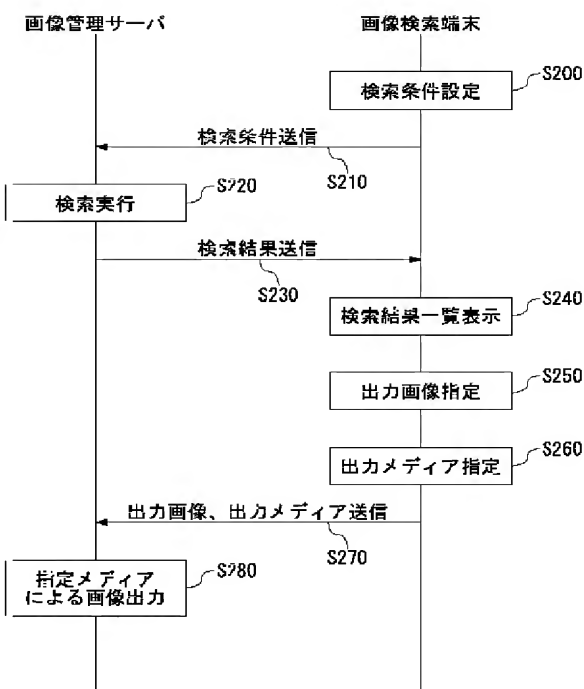 画像管理サーバ
画像検索端末
検索条件設定
S200
検索条件送信
S210
検索実行
S220
検索結果送信
S230
検索結果一覧表示
S240
出力画像指定
S250
出力メディア指定
S260
出力画像、出力メディア送信
S270
指定メディア
による画像出力
S280